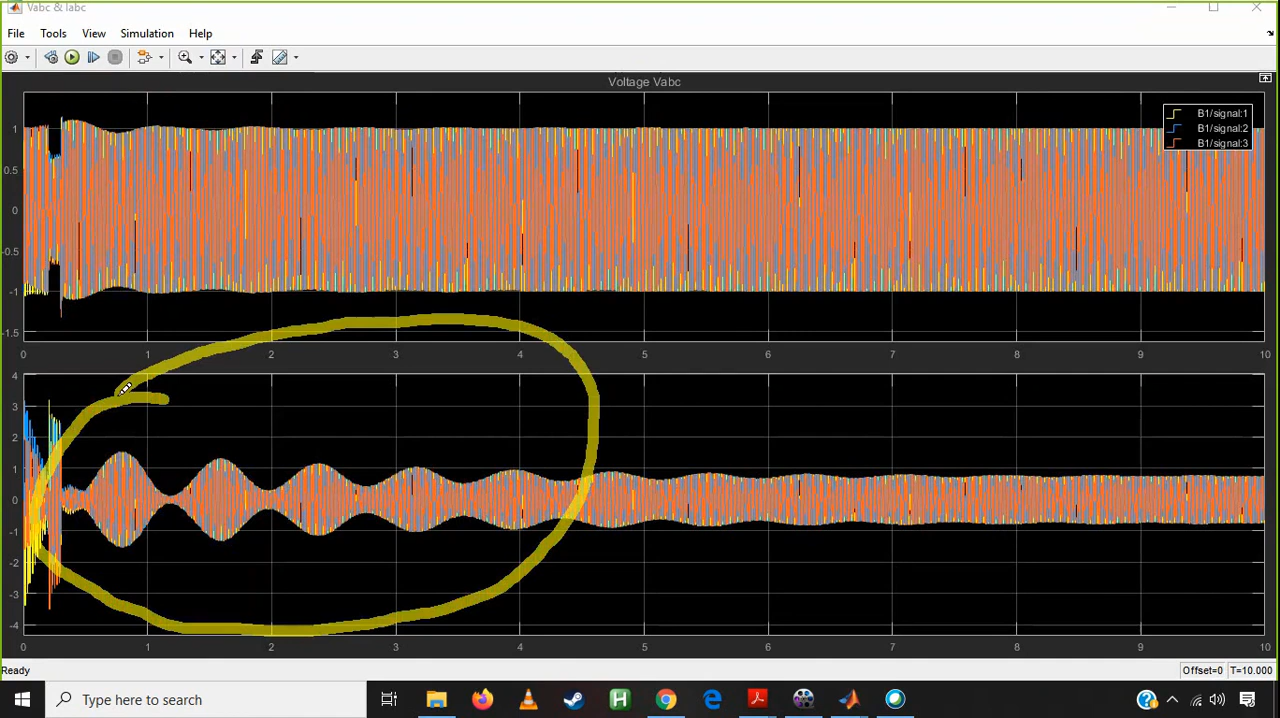 Vabc & Iabc
File Tools View Simulation Help
Voltage Vabc
B1/signal:1
B1/signal:2
B1/signal:3
1
0.5
0
-0.5
-1
-1.5
0 1 2 3 4 5 6 7 8 9 10
4
3
2
1
0
-1
-2
-3
-4
0 1 2 3 4 5 6 7 8 9 10
Ready Offset=0 T=10.000
Type here to search